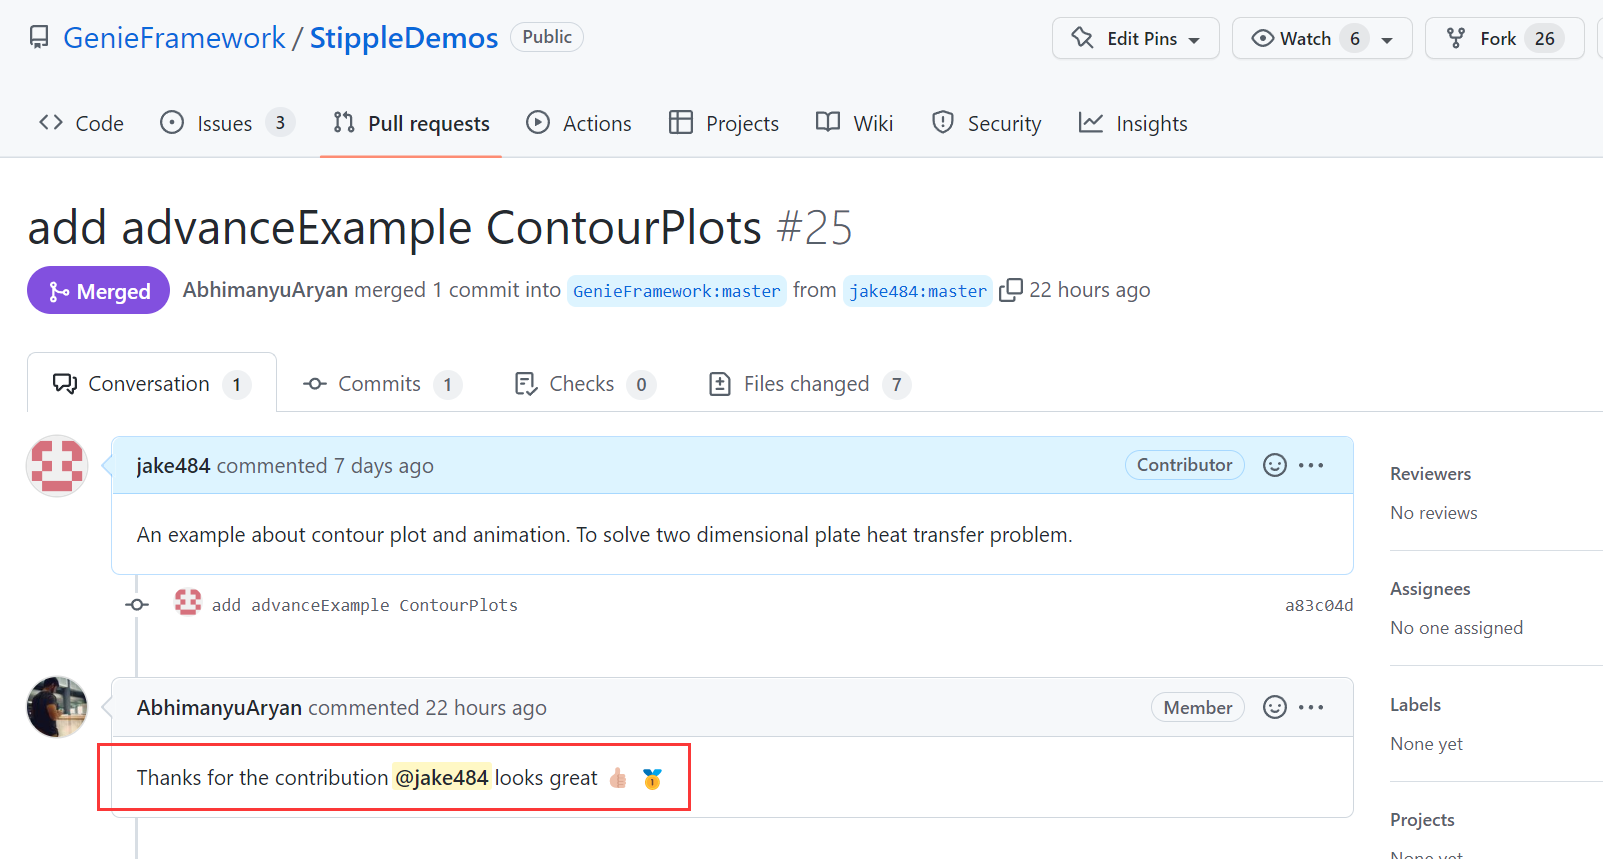 GenieFramework / StippleDemos Public
Edit Pins Watch 6 Fork 26
Code Issues 3 Pull requests Actions Projects Wiki Security Insights
add advanceExample ContourPlots #25
Merged AbhimanyuAryan merged 1 commit into GenieFramework:master from jake484:master 22 hours ago
Conversation 1 Commits 1 Checks 0 Files changed 7
jake484 commented 7 days ago Contributor
An example about contour plot and animation. To solve two dimensional plate heat transfer problem.
add advanceExample ContourPlots a83c04d
AbhimanyuAryan commented 22 hours ago Member
Thanks for the contribution @jake484 looks great 👍🏼 🥇
Reviewers
No reviews
Assignees
No one assigned
Labels
None yet
Projects
None yet